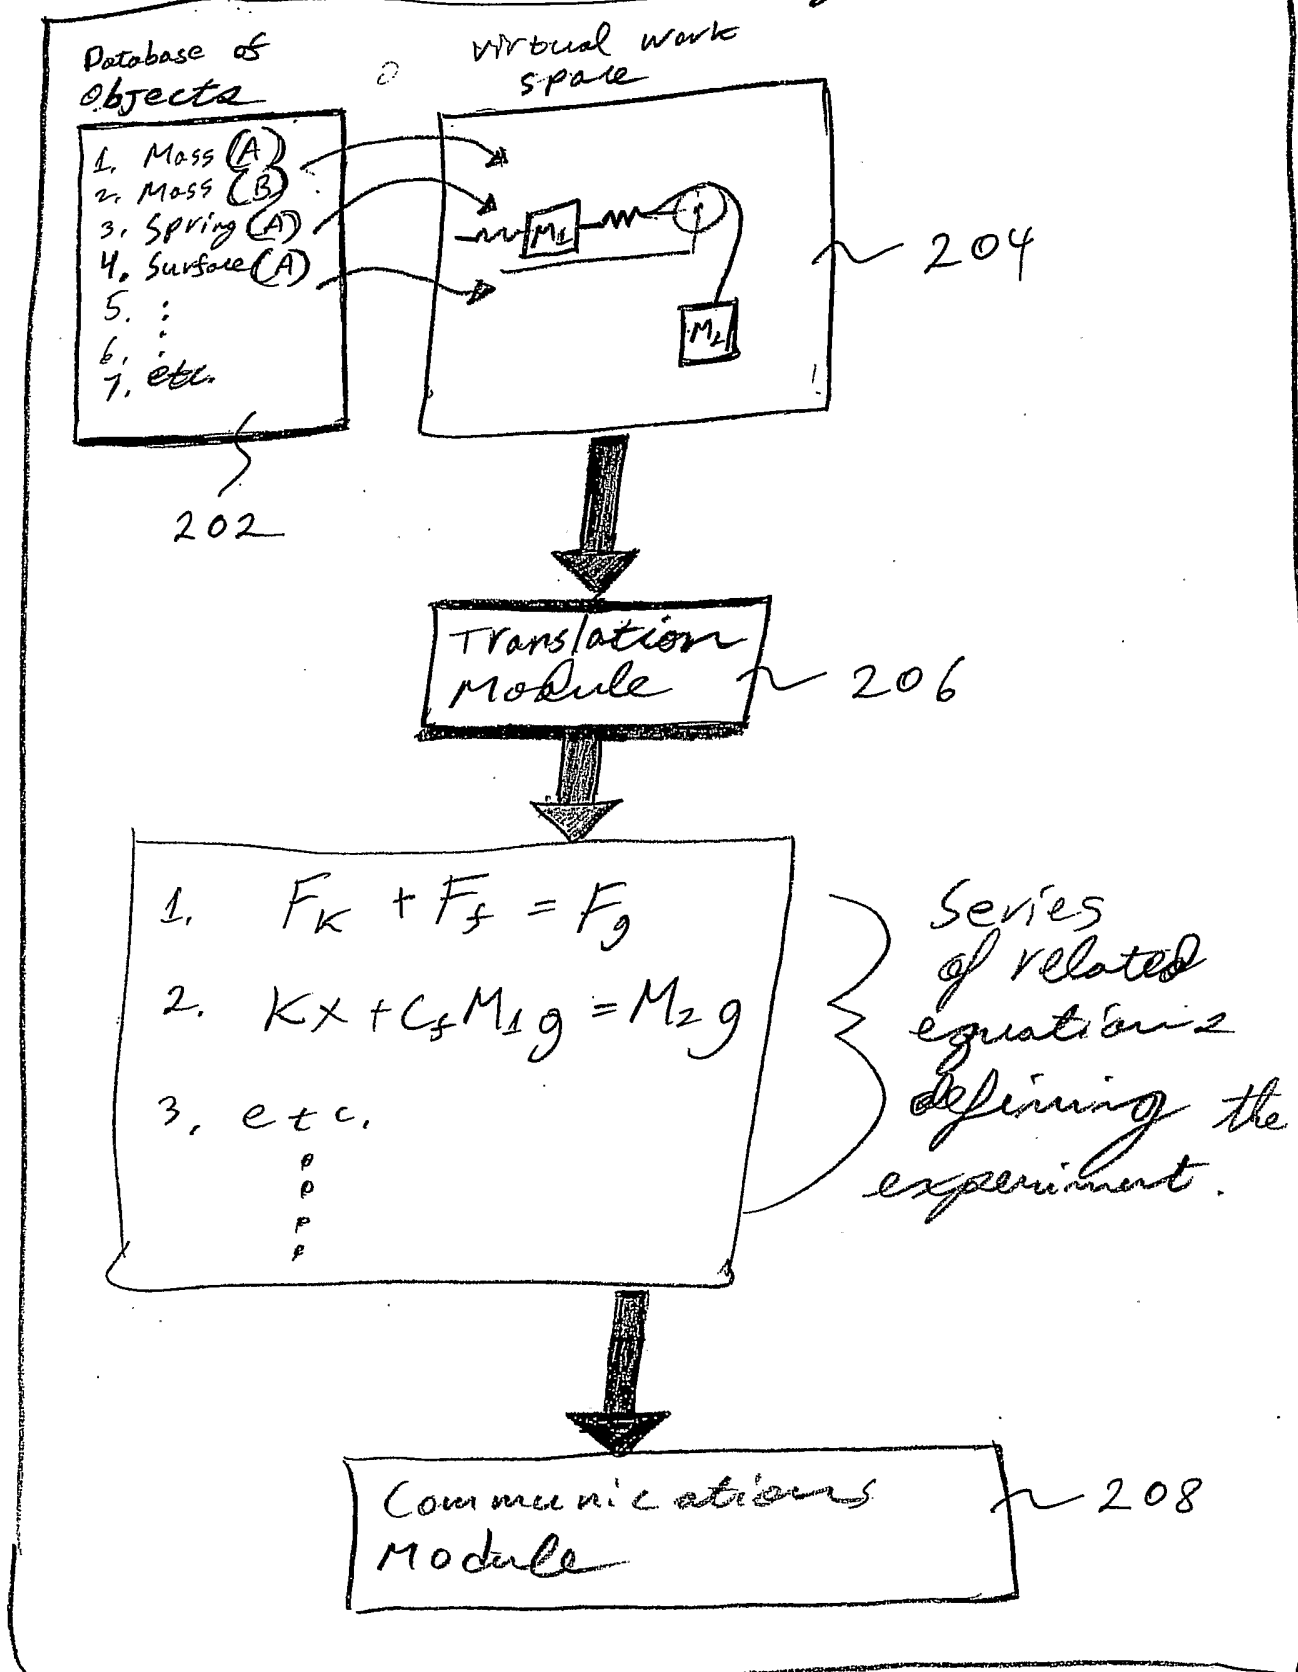 Database of
Objects
virtual work
space
1. Mass (A)
2. Mass (B)
3. Spring (A)
4. Surface (A)
5. :
6. :
7. etc.
M1
r
M2
204
202
Translation
Module
206
1. FK + Ff = Fg
2. Kx + CfM1g = M2g
3. etc.
Series
of related
equations
defining the
experiment.
Communications
Module
208